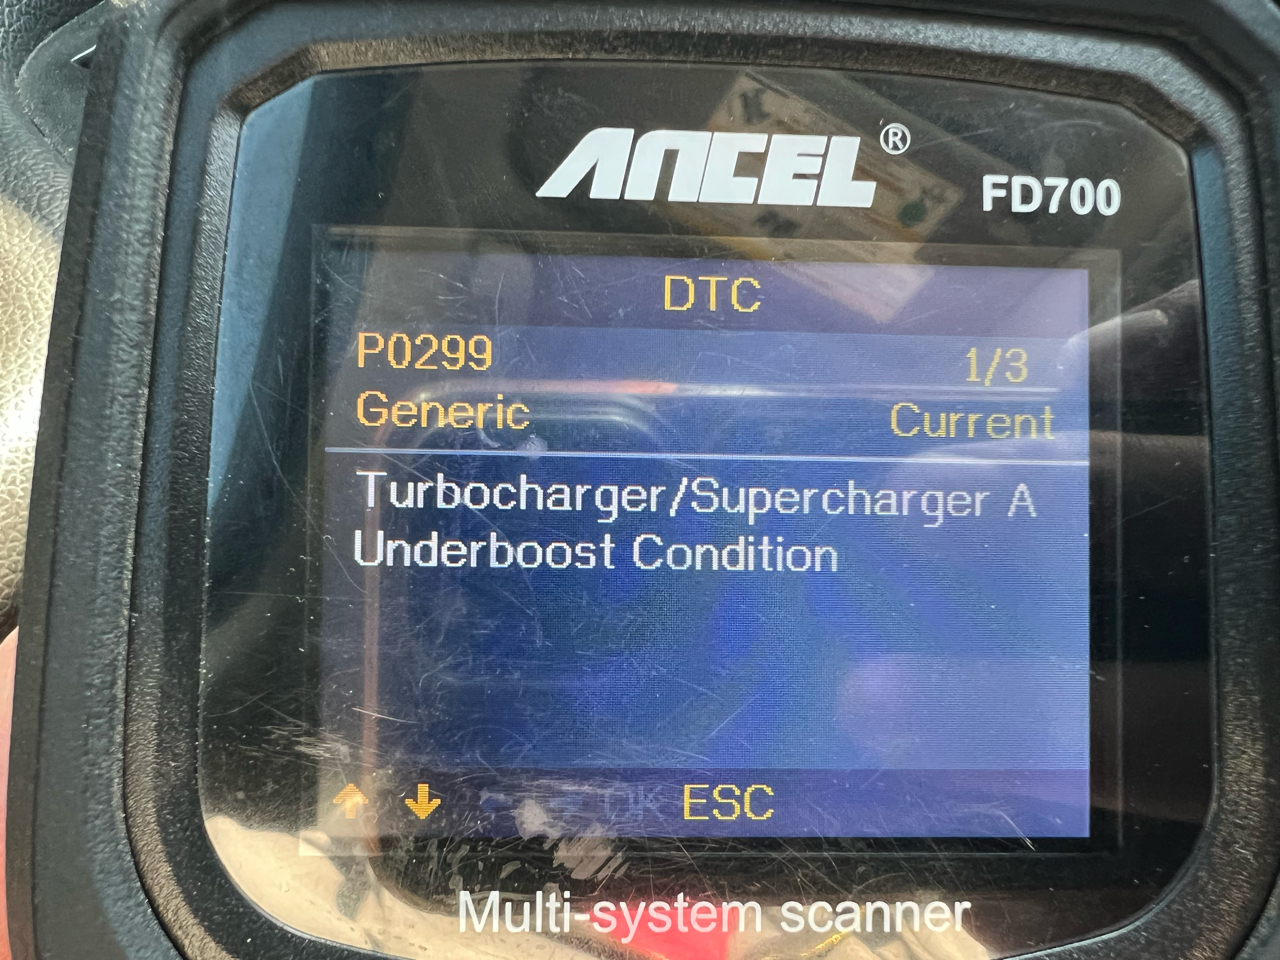 ANCEL®
FD700
DTC
P0299 1/3
Generic Current
Turbocharger/Supercharger A
Underboost Condition
ESC
Multi-system scanner